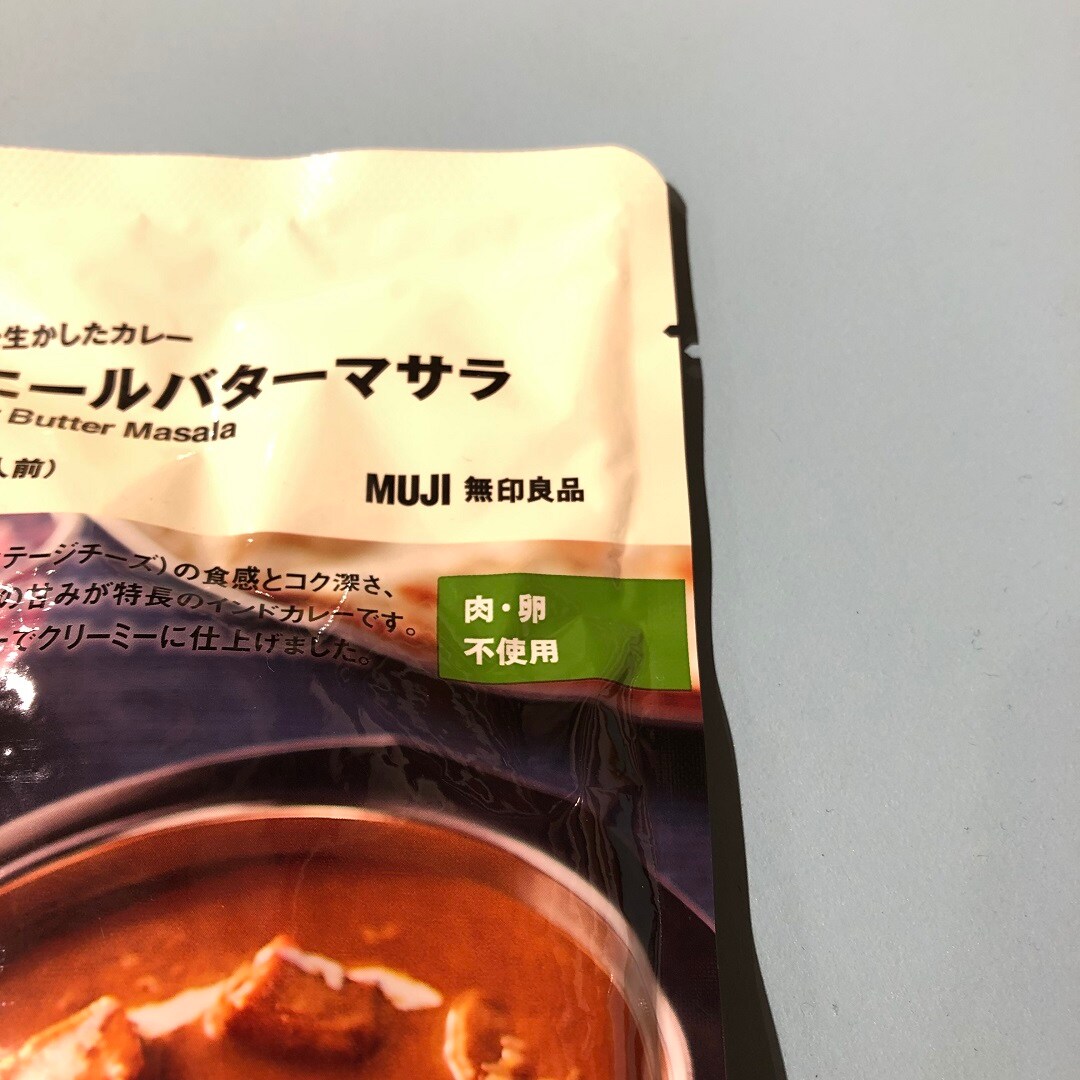 生かしたカレー
ニールバターマサラ
Butter Masala
人前)
MUJI 無印良品
テージチーズ)の食感とコク深さ、
の甘みが特長のインドカレーです。
でクリーミーに仕上げました。
肉・卵
不使用